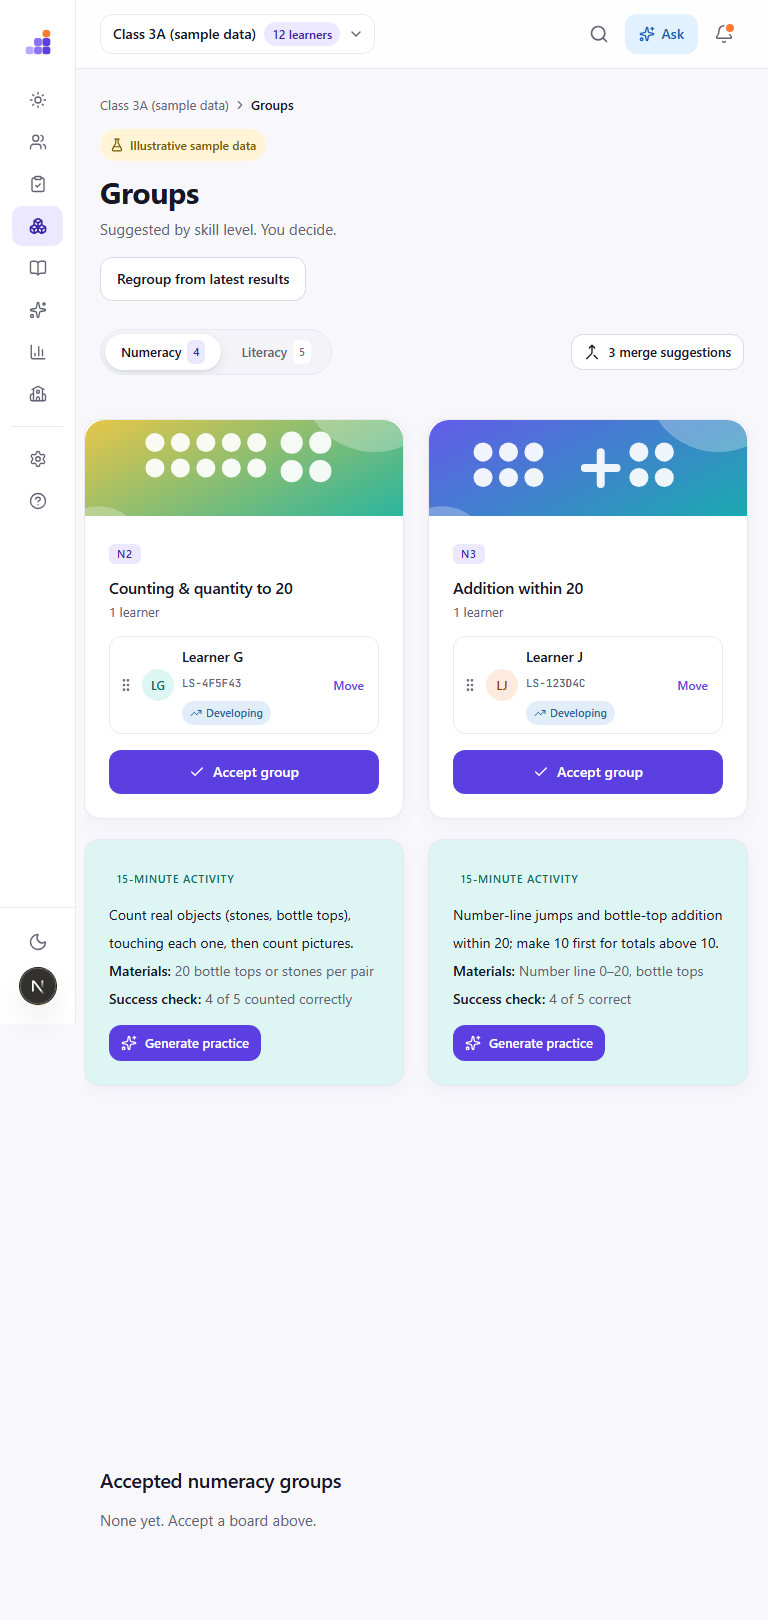 Class 3A (sample data) 12 learners
Ask
Class 3A (sample data) > Groups
Illustrative sample data
Groups
Suggested by skill level. You decide.
Regroup from latest results
Numeracy 4
Literacy 5
3 merge suggestions
N2
Counting & quantity to 20
1 learner
LG
Learner G
LS-4F5F43
Developing
Move
Accept group
N3
Addition within 20
1 learner
LJ
Learner J
LS-123D4C
Developing
Move
Accept group
15-MINUTE ACTIVITY
Count real objects (stones, bottle tops),
touching each one, then count pictures.
Materials: 20 bottle tops or stones per pair
Success check: 4 of 5 counted correctly
Generate practice
15-MINUTE ACTIVITY
Number-line jumps and bottle-top addition
within 20; make 10 first for totals above 10.
Materials: Number line 0–20, bottle tops
Success check: 4 of 5 correct
Generate practice
N
Accepted numeracy groups
None yet. Accept a board above.